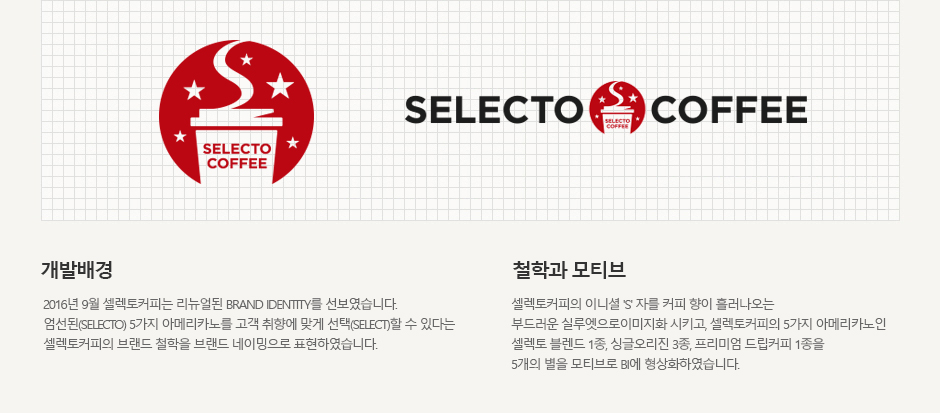 SELECTO
COFFEE
SELECTO COFFEE
SELECTO
COFFEE
개발배경
2016년 9월 셀렉토커피는 리뉴얼된 BRAND IDENTITY를 선보였습니다.
엄선된(SELECTO) 5가지 아메리카노를 고객 취향에 맞게 선택(SELECT)할 수 있다는
셀렉토커피의 브랜드 철학을 브랜드 네이밍으로 표현하였습니다.
철학과 모티브
셀렉토커피의 이니셜 'S' 자를 커피 향이 흘러나오는
부드러운 실루엣으로이미지화 시키고, 셀렉토커피의 5가지 아메리카노인
셀렉토 블렌드 1종, 싱글오리진 3종, 프리미엄 드립커피 1종을
5개의 별을 모티브로 BI에 형상화하였습니다.